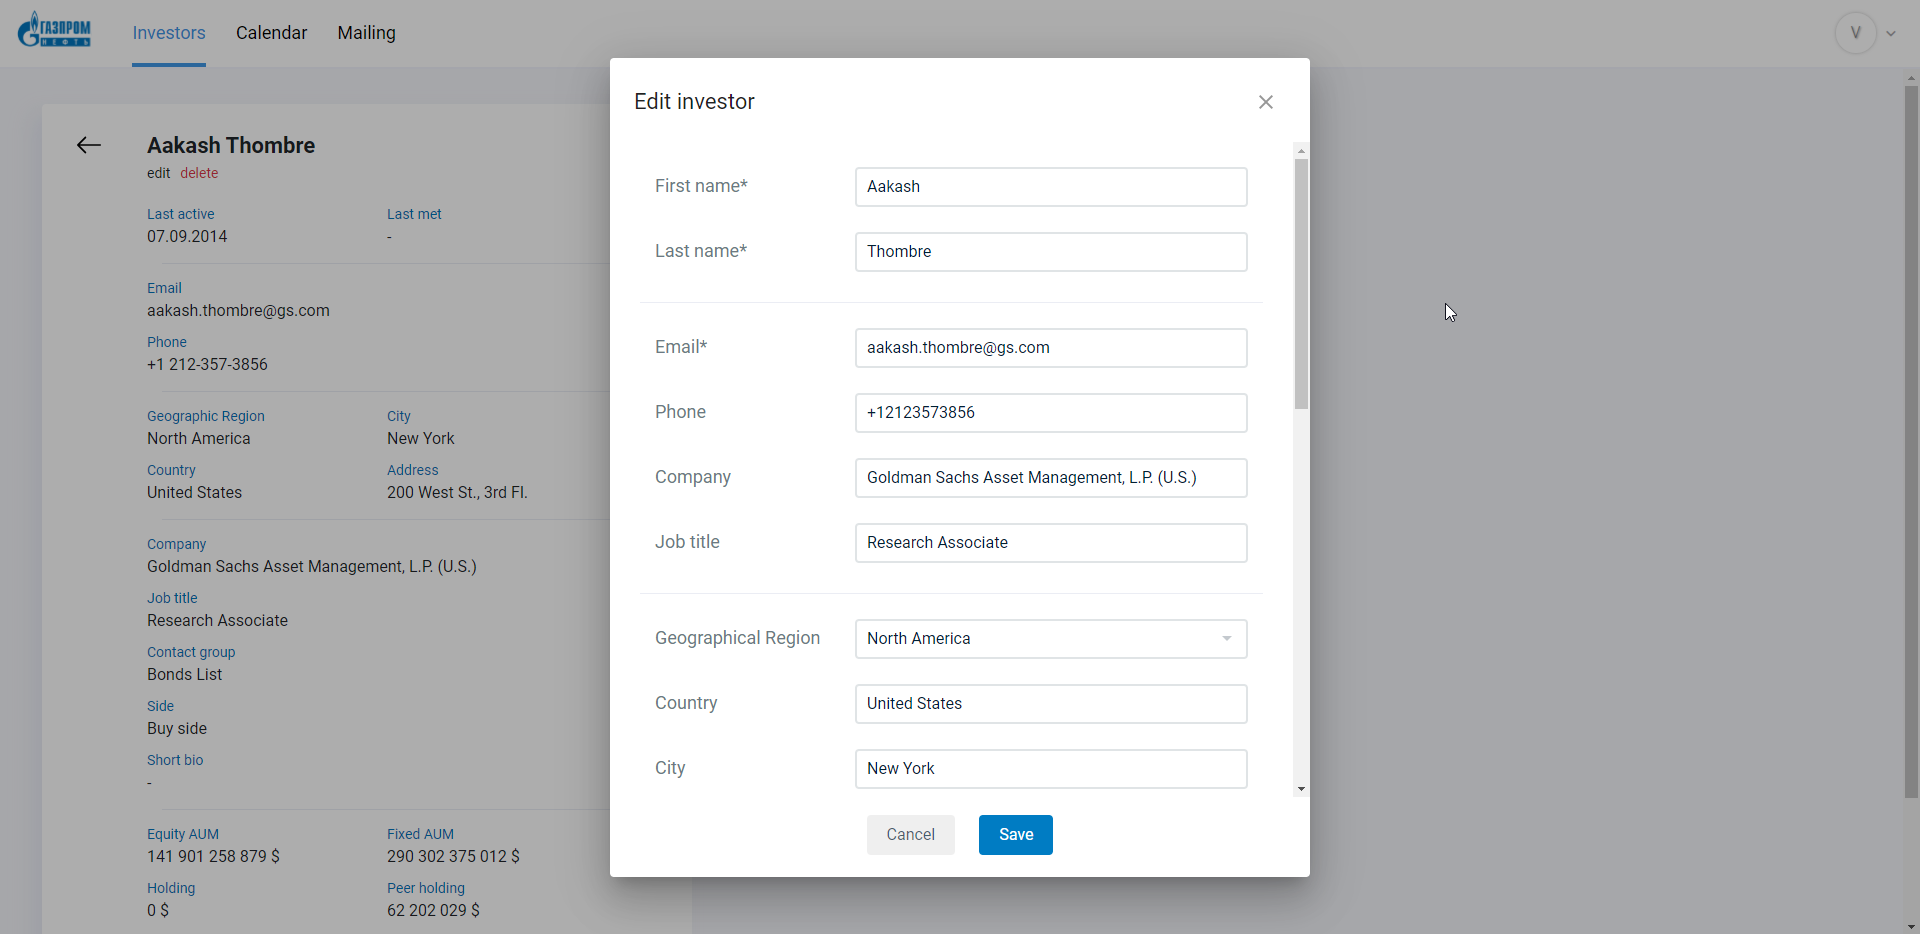 ГАЗПРОМ
НЕФТЬ
Investors
Calendar
Mailing
V
Aakash Thombre
edit delete
Last active
Last met
07.09.2014
-
Email
aakash.thombre@gs.com
Phone
+1 212-357-3856
Geographic Region
City
North America
New York
Country
Address
United States
200 West St., 3rd Fl.
Company
Goldman Sachs Asset Management, L.P. (U.S.)
Job title
Research Associate
Contact group
Bonds List
Side
Buy side
Short bio
-
Equity AUM
Fixed AUM
141 901 258 879 $
290 302 375 012 $
Holding
Peer holding
0 $
62 202 029 $
Edit investor
First name*
Aakash
Last name*
Thombre
Email*
aakash.thombre@gs.com
Phone
+12123573856
Company
Goldman Sachs Asset Management, L.P. (U.S.)
Job title
Research Associate
Geographical Region
North America
Country
United States
City
New York
Cancel
Save